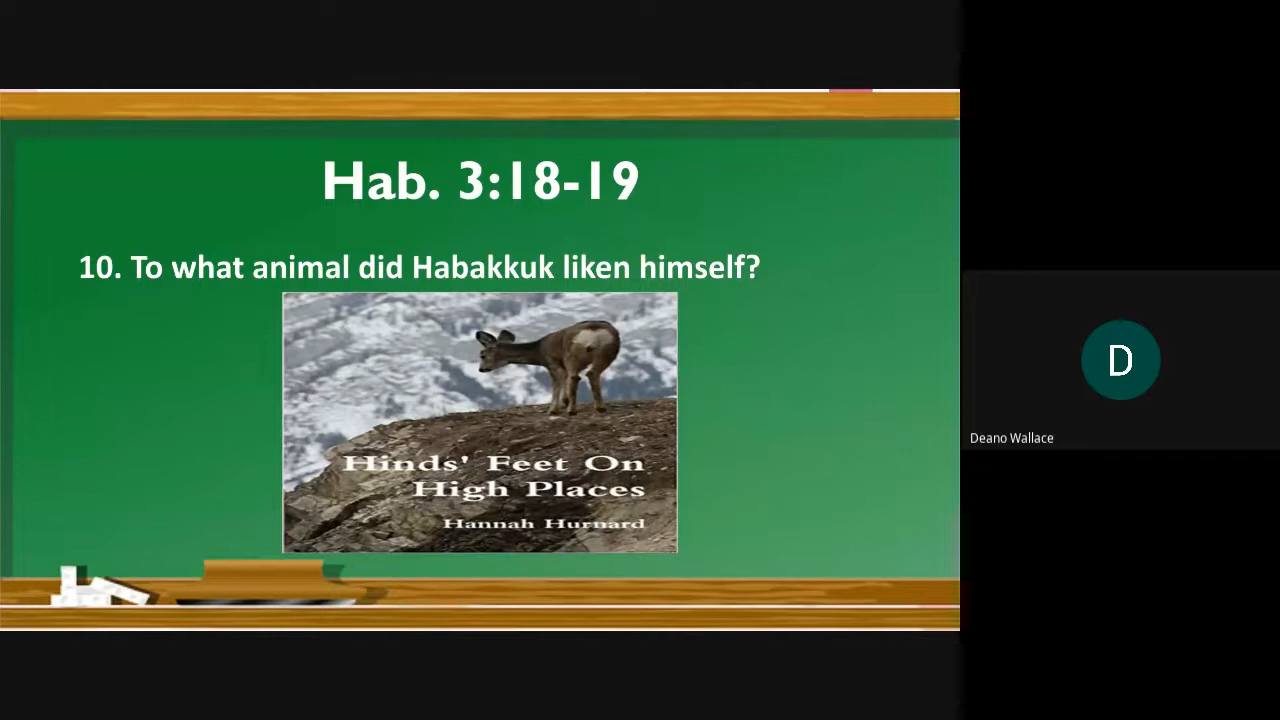 Hab. 3:18-19
10. To what animal did Habakkuk liken himself?
Hinds' Feet On
High Places
Hannah Hurnard
D
Deano Wallace